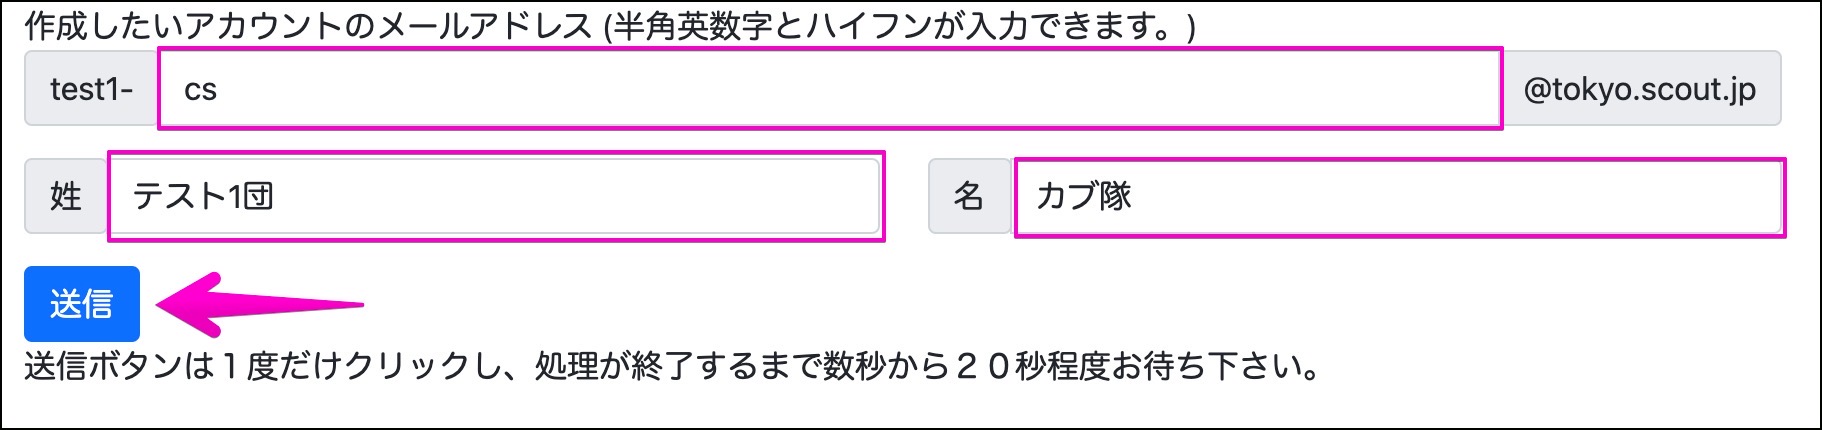 作成したいアカウントのメールアドレス (半角英数字とハイフンが入力できます。)
test1- cs @tokyo.scout.jp
姓 テスト1団 名 カブ隊
送信
送信ボタンは１度だけクリックし、処理が終了するまで数秒から２０秒程度お待ち下さい。